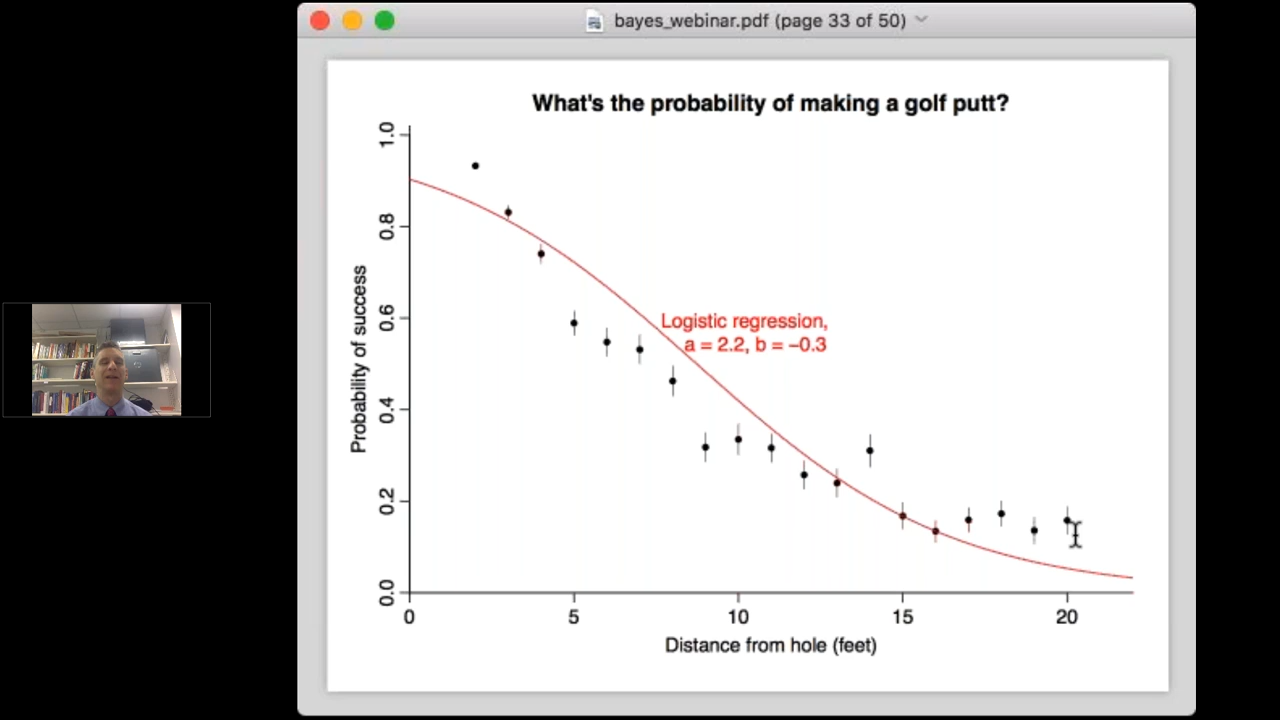 bayes_webinar.pdf (page 33 of 50)
What's the probability of making a golf putt?
1.0
0.8
0.6
0.4
0.2
0.0
Probability of success
Logistic regression,
a = 2.2, b = −0.3
0 5 10 15 20
Distance from hole (feet)